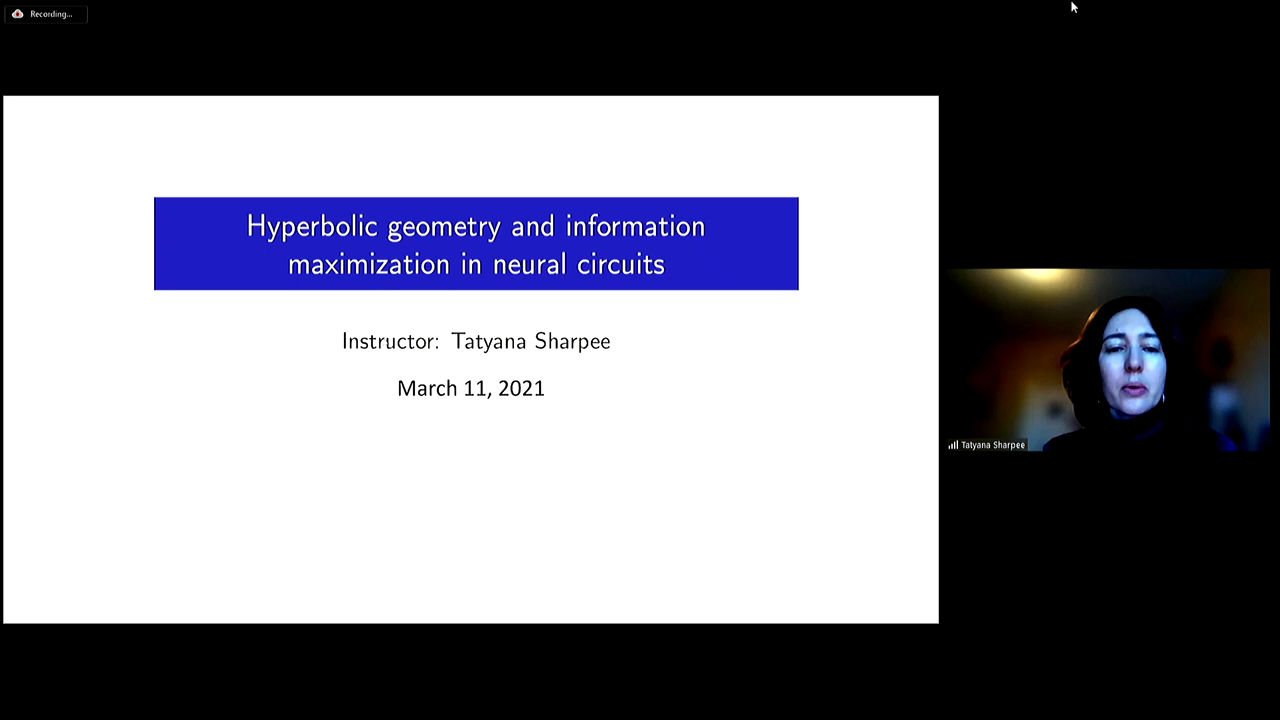 Recording...
Hyperbolic geometry and information
maximization in neural circuits
Instructor: Tatyana Sharpee
March 11, 2021
Tatyana Sharpee